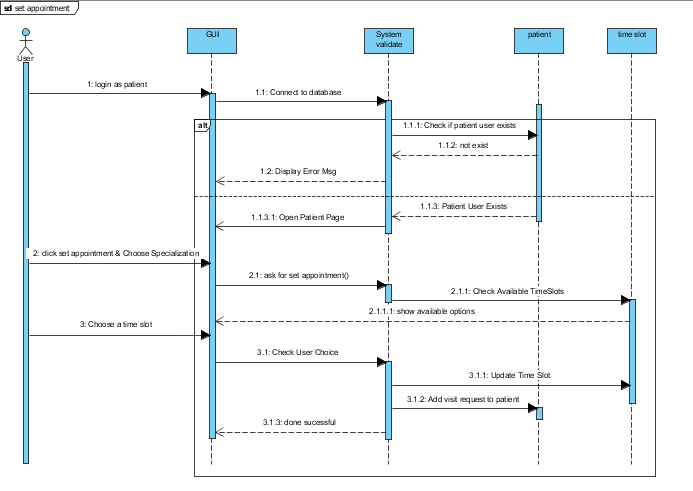 sd set appointment
User
GUI
System
validate
patient
time slot
1: login as patient
1.1: Connect to database
alt
1.1.1: Check if patient user exists
1.1.2: not exist
1.2: Display Error Msg
1.1.3: Patient User Exists
1.1.3.1: Open Patient Page
2: click set appointment & Choose Specialization
2.1: ask for set appointment()
2.1.1: Check Available TimeSlots
2.1.1.1: show available options
3: Choose a time slot
3.1: Check User Choice
3.1.1: Update Time Slot
3.1.2: Add visit request to patient
3.1.3: done sucessful